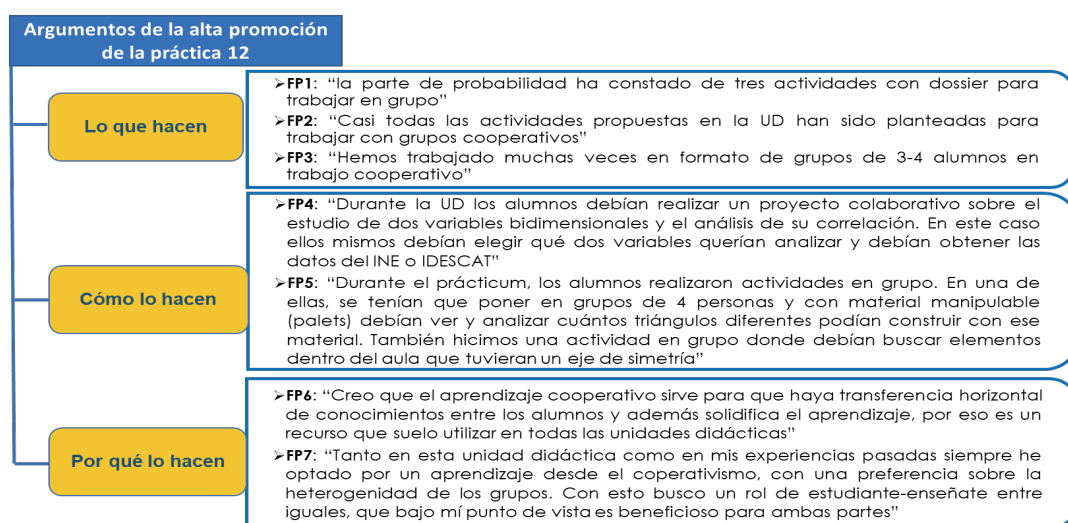 Argumentos de la alta promoción
de la práctica 12
Lo que hacen
➢FP1: “la parte de probabilidad ha constado de tres actividades con dossier para
trabajar en grupo”
➢FP2: “Casi todas las actividades propuestas en la UD han sido planteadas para
trabajar con grupos cooperativos”
➢FP3: “Hemos trabajado muchas veces en formato de grupos de 3-4 alumnos en
trabajo cooperativo”
Cómo lo hacen
➢FP4: “Durante la UD los alumnos debían realizar un proyecto colaborativo sobre el
estudio de dos variables bidimensionales y el análisis de su correlación. En este caso
ellos mismos debían elegir qué dos variables querían analizar y debían obtener las
datos del INE o IDESCAT”
➢FP5: “Durante el prácticum, los alumnos realizaron actividades en grupo. En una de
ellas, se tenían que poner en grupos de 4 personas y con material manipulable
(palets) debían ver y analizar cuántos triángulos diferentes podían construir con ese
material. También hicimos una actividad en grupo donde debían buscar elementos
dentro del aula que tuvieran un eje de simetría”
Por qué lo hacen
➢FP6: “Creo que el aprendizaje cooperativo sirve para que haya transferencia horizontal
de conocimientos entre los alumnos y además solidifica el aprendizaje, por eso es un
recurso que suelo utilizar en todas las unidades didácticas”
➢FP7: “Tanto en esta unidad didáctica como en mis experiencias pasadas siempre he
optado por un aprendizaje desde el coperativismo, con una preferencia sobre la
heterogenidad de los grupos. Con esto busco un rol de estudiante-enseñate entre
iguales, que bajo mí punto de vista es beneficioso para ambas partes”